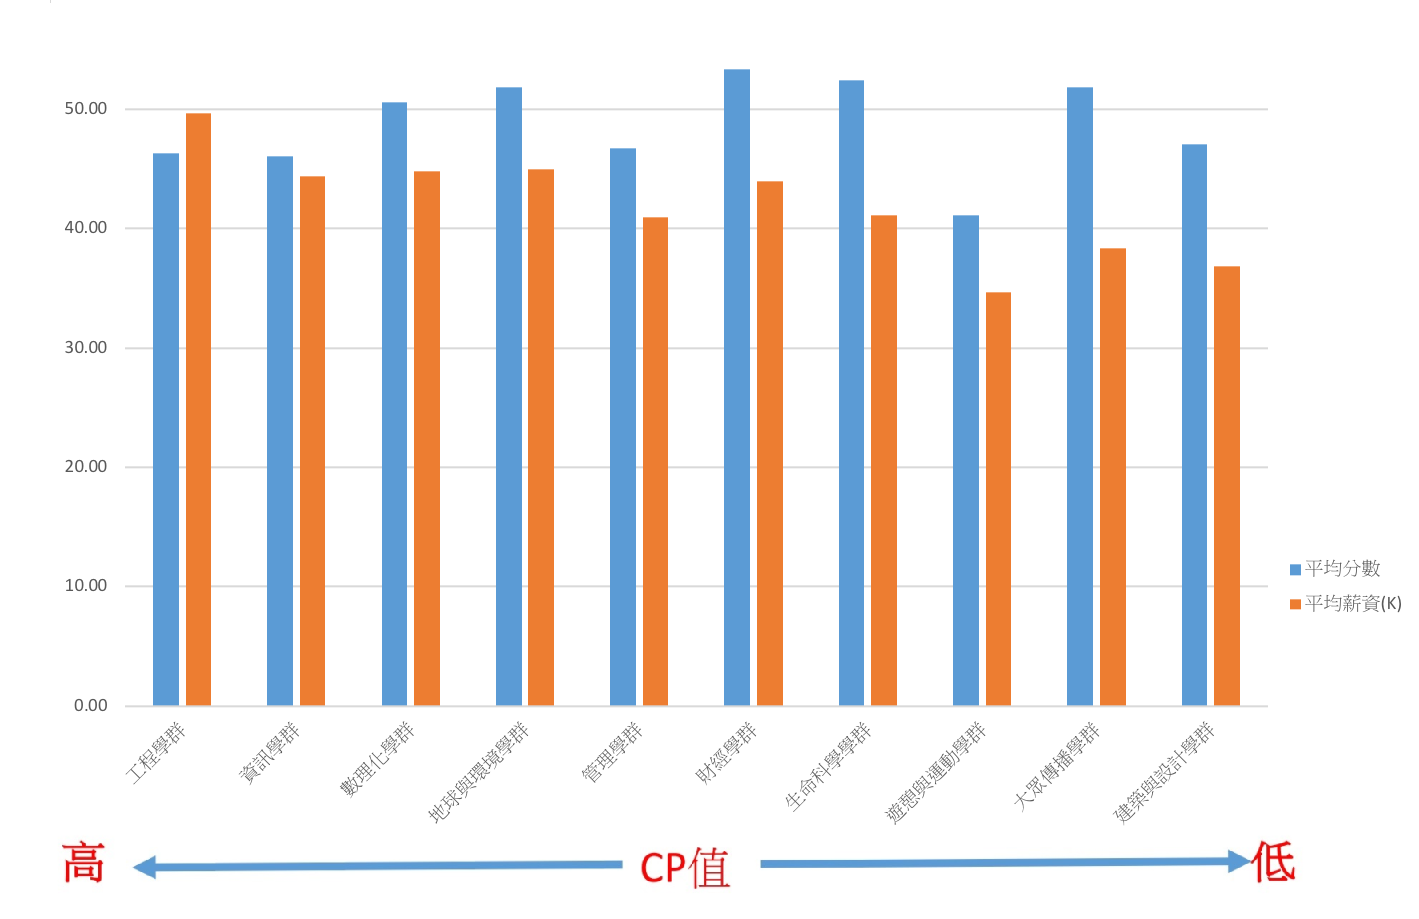 50.00
40.00
30.00
20.00
10.00
0.00
工程學群
資訊學群
數理化學群
地球與環境學群
管理學群
財經學群
生命科學學群
遊憩與運動學群
大眾傳播學群
建築與設計學群
平均分數
平均薪資(K)
高
CP值
低